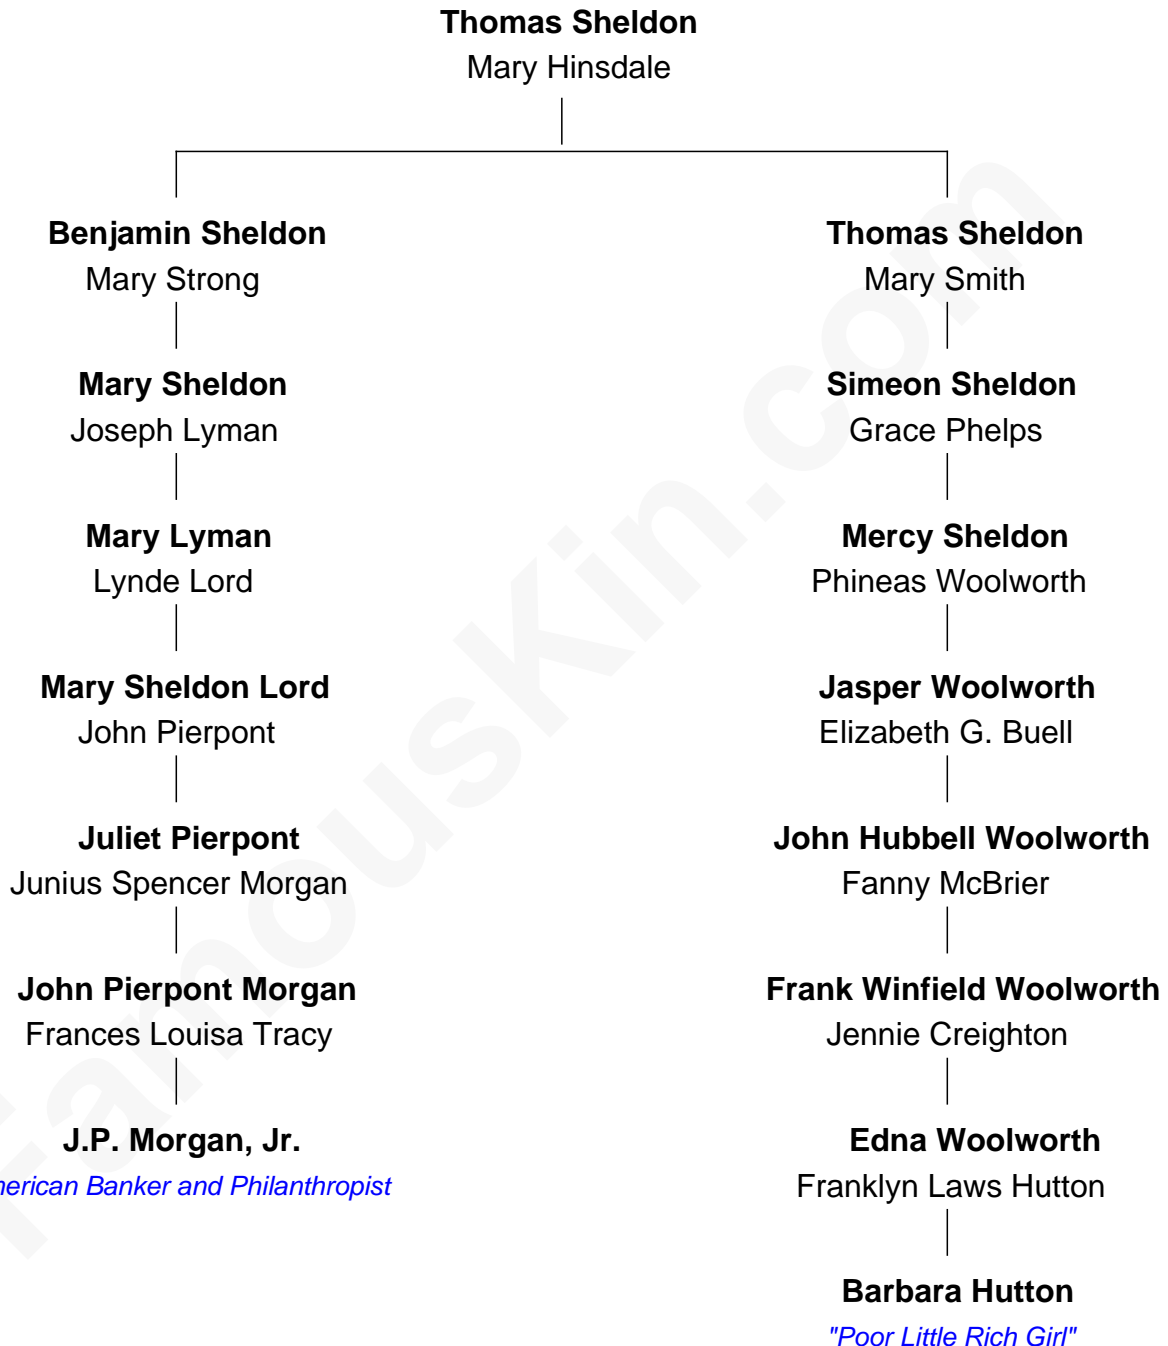 Thomas Sheldon
Mary Hinsdale
Benjamin Sheldon
Mary Strong
Mary Sheldon
Joseph Lyman
Mary Lyman
Lynde Lord
Mary Sheldon Lord
John Pierpont
Juliet Pierpont
Junius Spencer Morgan
John Pierpont Morgan
Frances Louisa Tracy
J.P. Morgan, Jr.
merican Banker and Philanthropist
Thomas Sheldon
Mary Smith
Simeon Sheldon
Grace Phelps
Mercy Sheldon
Phineas Woolworth
Jasper Woolworth
Elizabeth G. Buell
John Hubbell Woolworth
Fanny McBrier
Frank Winfield Woolworth
Jennie Creighton
Edna Woolworth
Franklyn Laws Hutton
Barbara Hutton
"Poor Little Rich Girl"
FamousKin.com